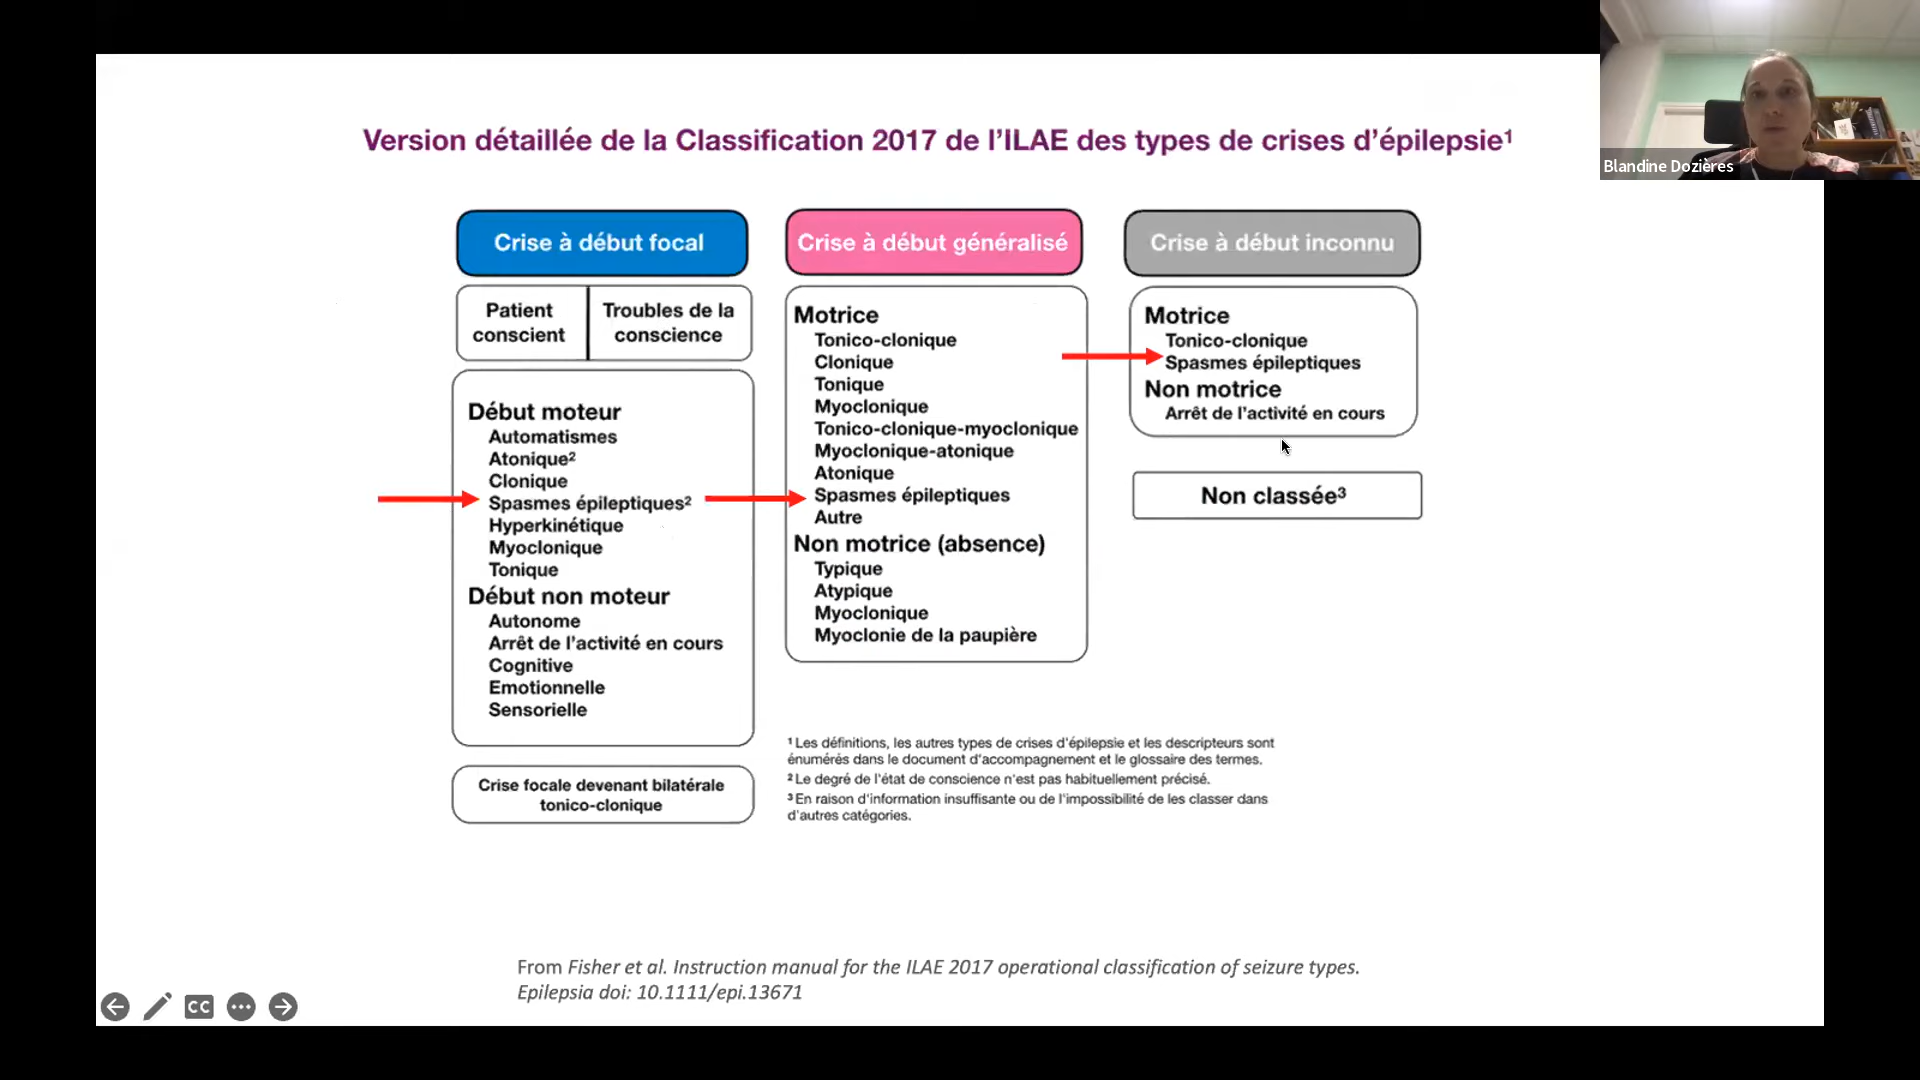 Version détaillée de la Classification 2017 de l'ILAE des types de crises d'épilepsie¹
Blandine Dozières
Crise à début focal
Patient
conscient
Troubles de la
conscience
Début moteur
Automatismes
Atonique²
Clonique
Spasmes épileptiques²
Hyperkinétique
Myoclonique
Tonique
Début non moteur
Autonome
Arrêt de l'activité en cours
Cognitive
Emotionnelle
Sensorielle
Crise focale devenant bilatérale
tonico-clonique
Crise à début généralisé
Motrice
Tonico-clonique
Clonique
Tonique
Myoclonique
Tonico-clonique-myoclonique
Myoclonique-atonique
Atonique
Spasmes épileptiques
Autre
Non motrice (absence)
Typique
Atypique
Myoclonique
Myoclonie de la paupière
Crise à début inconnu
Motrice
Tonico-clonique
Spasmes épileptiques
Non motrice
Arrêt de l'activité en cours
Non classée³
¹ Les définitions, les autres types de crises d'épilepsie et les descripteurs sont
énumérés dans le document d'accompagnement et le glossaire des termes.
² Le degré de l'état de conscience n'est pas habituellement précisé.
³ En raison d'information insuffisante ou de l'impossibilité de les classer dans
d'autres catégories.
From Fisher et al. Instruction manual for the ILAE 2017 operational classification of seizure types.
Epilepsia doi: 10.1111/epi.13671
CC